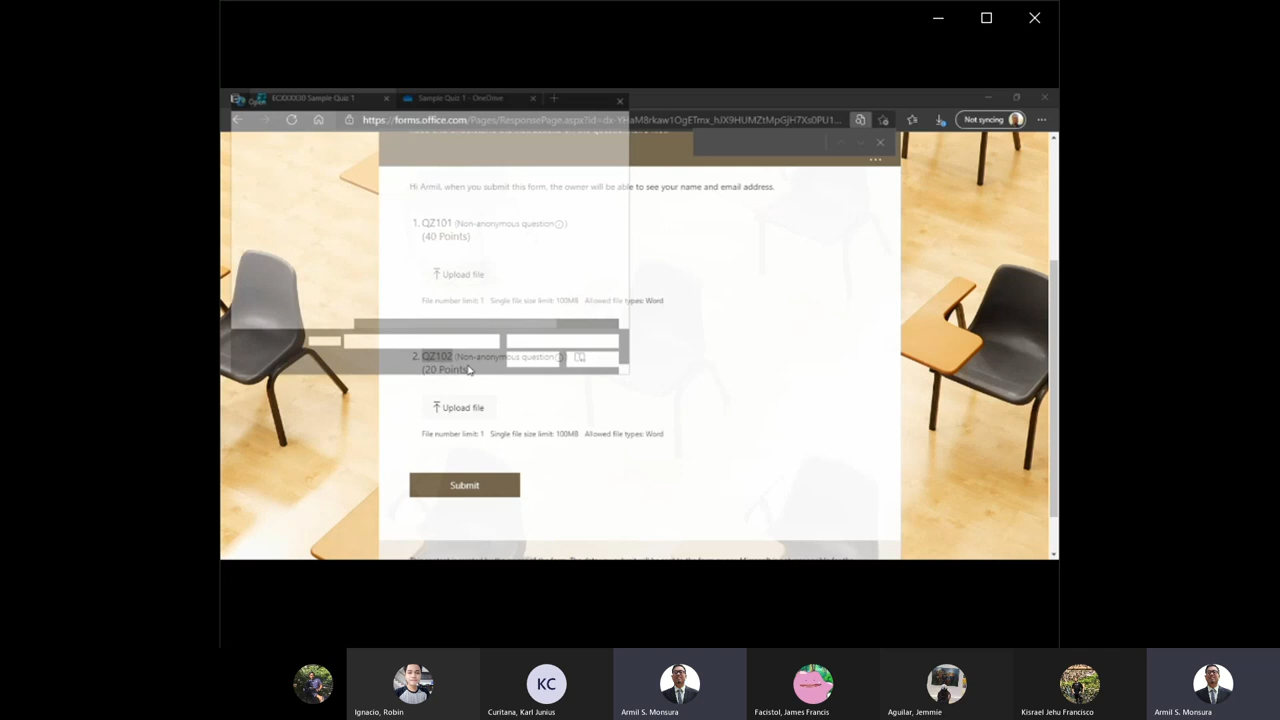 Open ECXXXX0 Sample Quiz 1
Sample Quiz 1 - OneDrive
https://forms.office.com/Pages/ResponsePage.aspx?id=dx-YHaM8rkaw1OgETmx_hJX9HUMZtMpGjH7Xs0PU1...
Not syncing
Hi Armil, when you submit this form, the owner will be able to see your name and email address.
1. QZ101 (Non-anonymous question)
(40 Points)
Upload file
File number limit: 1 Single file size limit: 100MB Allowed file types: Word
2. QZ102 (Non-anonymous question)
(20 Points)
Upload file
File number limit: 1 Single file size limit: 100MB Allowed file types: Word
Submit
KC
Ignacio, Robin
Curitana, Karl Junius
Armil S. Monsura
Facistol, James Francis
Aguilar, Jemmie
Kisrael Jehu Francisco
Armil S. Monsura